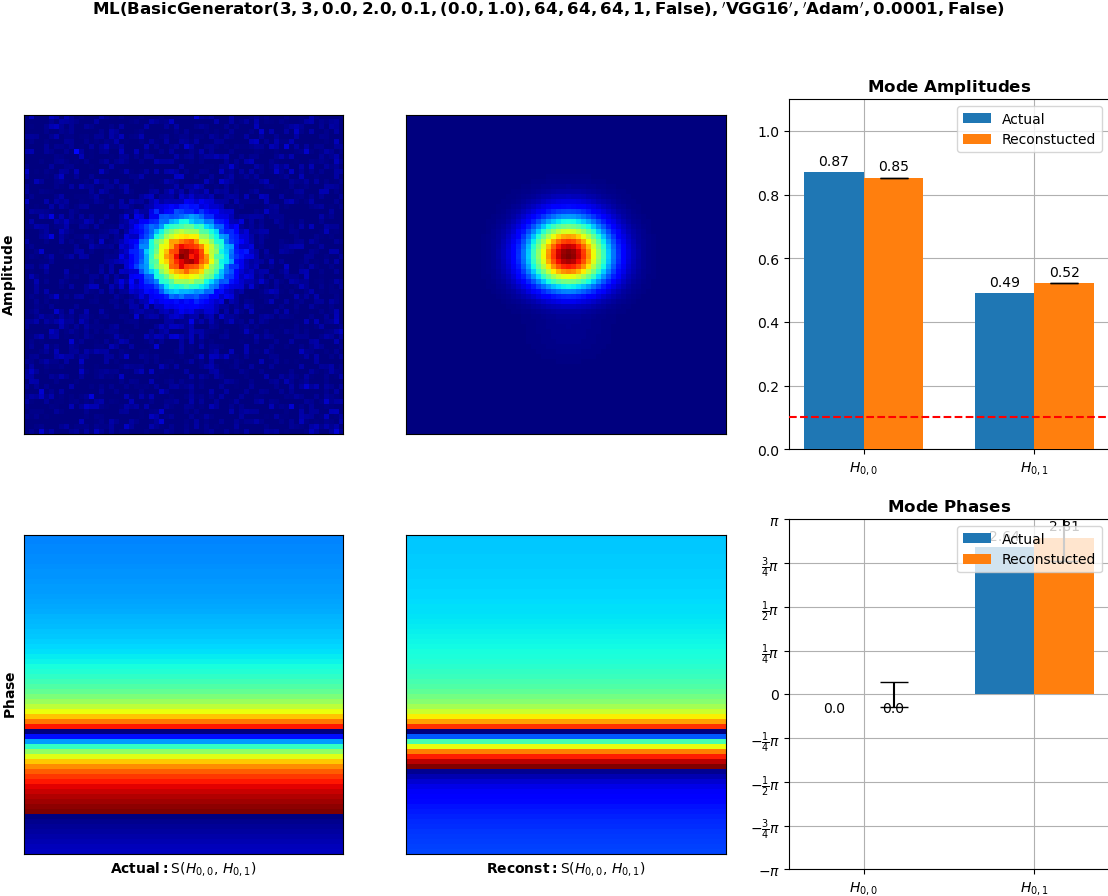 ML(BasicGenerator(3, 3, 0.0, 2.0, 0.1, (0.0, 1.0), 64, 64, 64, 1, False), ′VGG16′, ′Adam′, 0.0001, False)
Mode Amplitudes
Actual
Reconstucted
1.0
0.8
0.6
0.4
0.2
0.0
0.87
0.85
0.49
0.52
H0,0
H0,1
Amplitude
Mode Phases
Actual
Reconstucted
2.81
π
3/4π
1/2π
1/4π
0
−1/4π
−1/2π
−3/4π
−π
0.0
0.0
H0,0
H0,1
Phase
Actual: S(H0,0, H0,1)
Reconst: S(H0,0, H0,1)